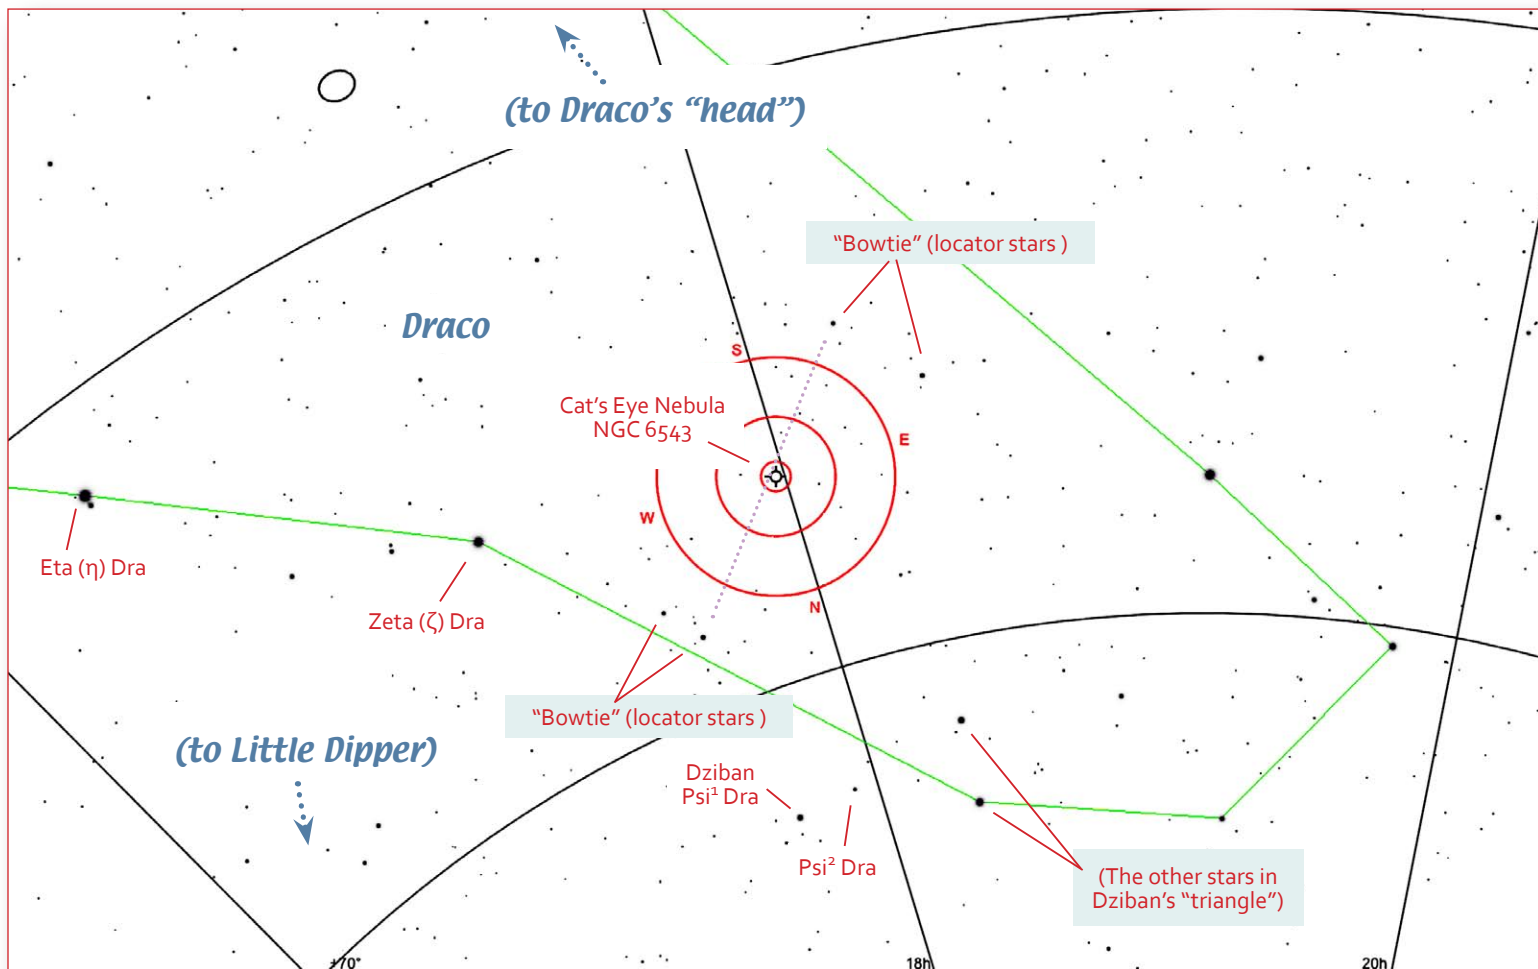 (to Draco’s “head”)
“Bowtie” (locator stars )
Draco
S
Cat’s Eye Nebula
NGC 6543
E
W
Eta (η) Dra
N
Zeta (ζ) Dra
“Bowtie” (locator stars )
(to Little Dipper)
Dziban
Psi¹ Dra
Psi² Dra
(The other stars in
Dziban’s “triangle”)
+70°
18h
20h